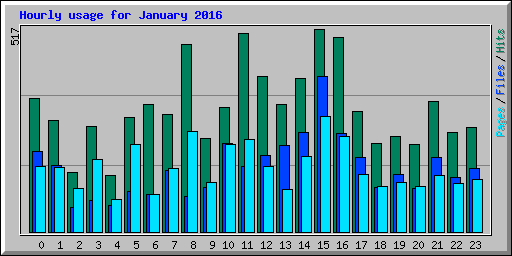 Hourly usage for January 2016
517
Pages/Files/Hits
0 1 2 3 4 5 6 7 8 9 10 11 12 13 14 15 16 17 18 19 20 21 22 23